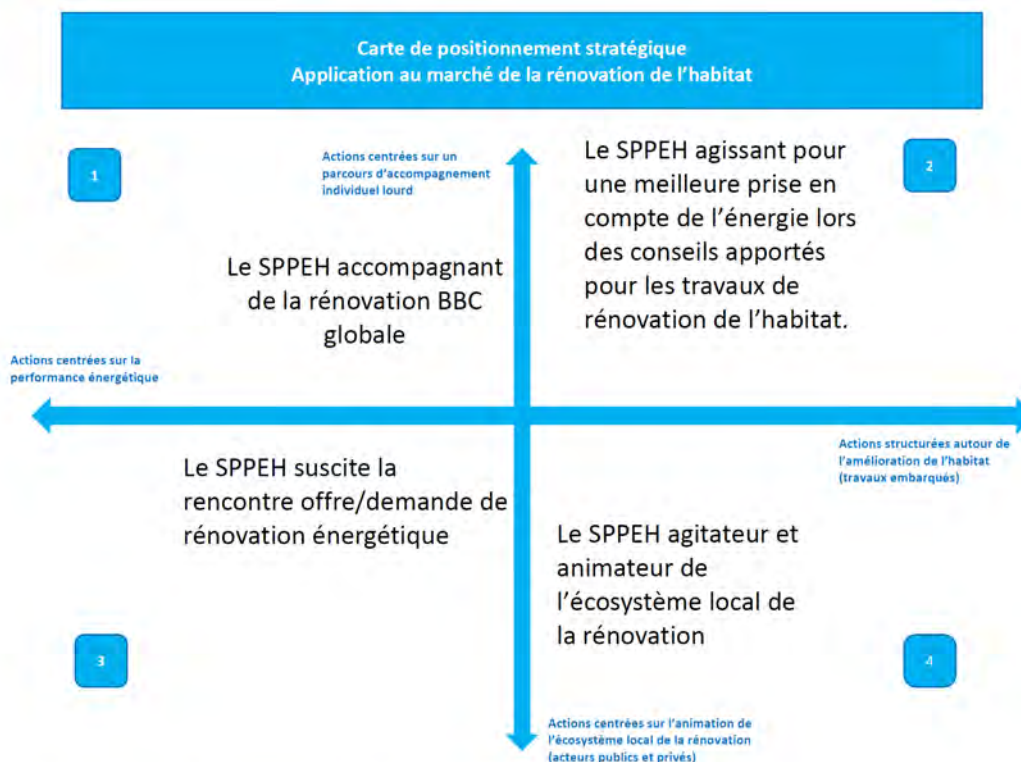 Carte de positionnement stratégique
Application au marché de la rénovation de l'habitat
1
Actions centrées sur un
parcours d'accompagnement
individuel lourd
Le SPPEH agissant pour
une meilleure prise en
compte de l'énergie lors
des conseils apportés
pour les travaux de
rénovation de l'habitat.
2
Le SPPEH accompagnant
de la rénovation BBC
globale
Actions centrées sur la
performance énergétique
Actions structurées autour de
l'amélioration de l'habitat
(travaux embarqués)
Le SPPEH suscite la
rencontre offre/demande de
rénovation énergétique
Le SPPEH agitateur et
animateur de
l'écosystème local de
la rénovation
3
4
Actions centrées sur l'animation de
l'écosystème local de la rénovation
(acteurs publics et privés)